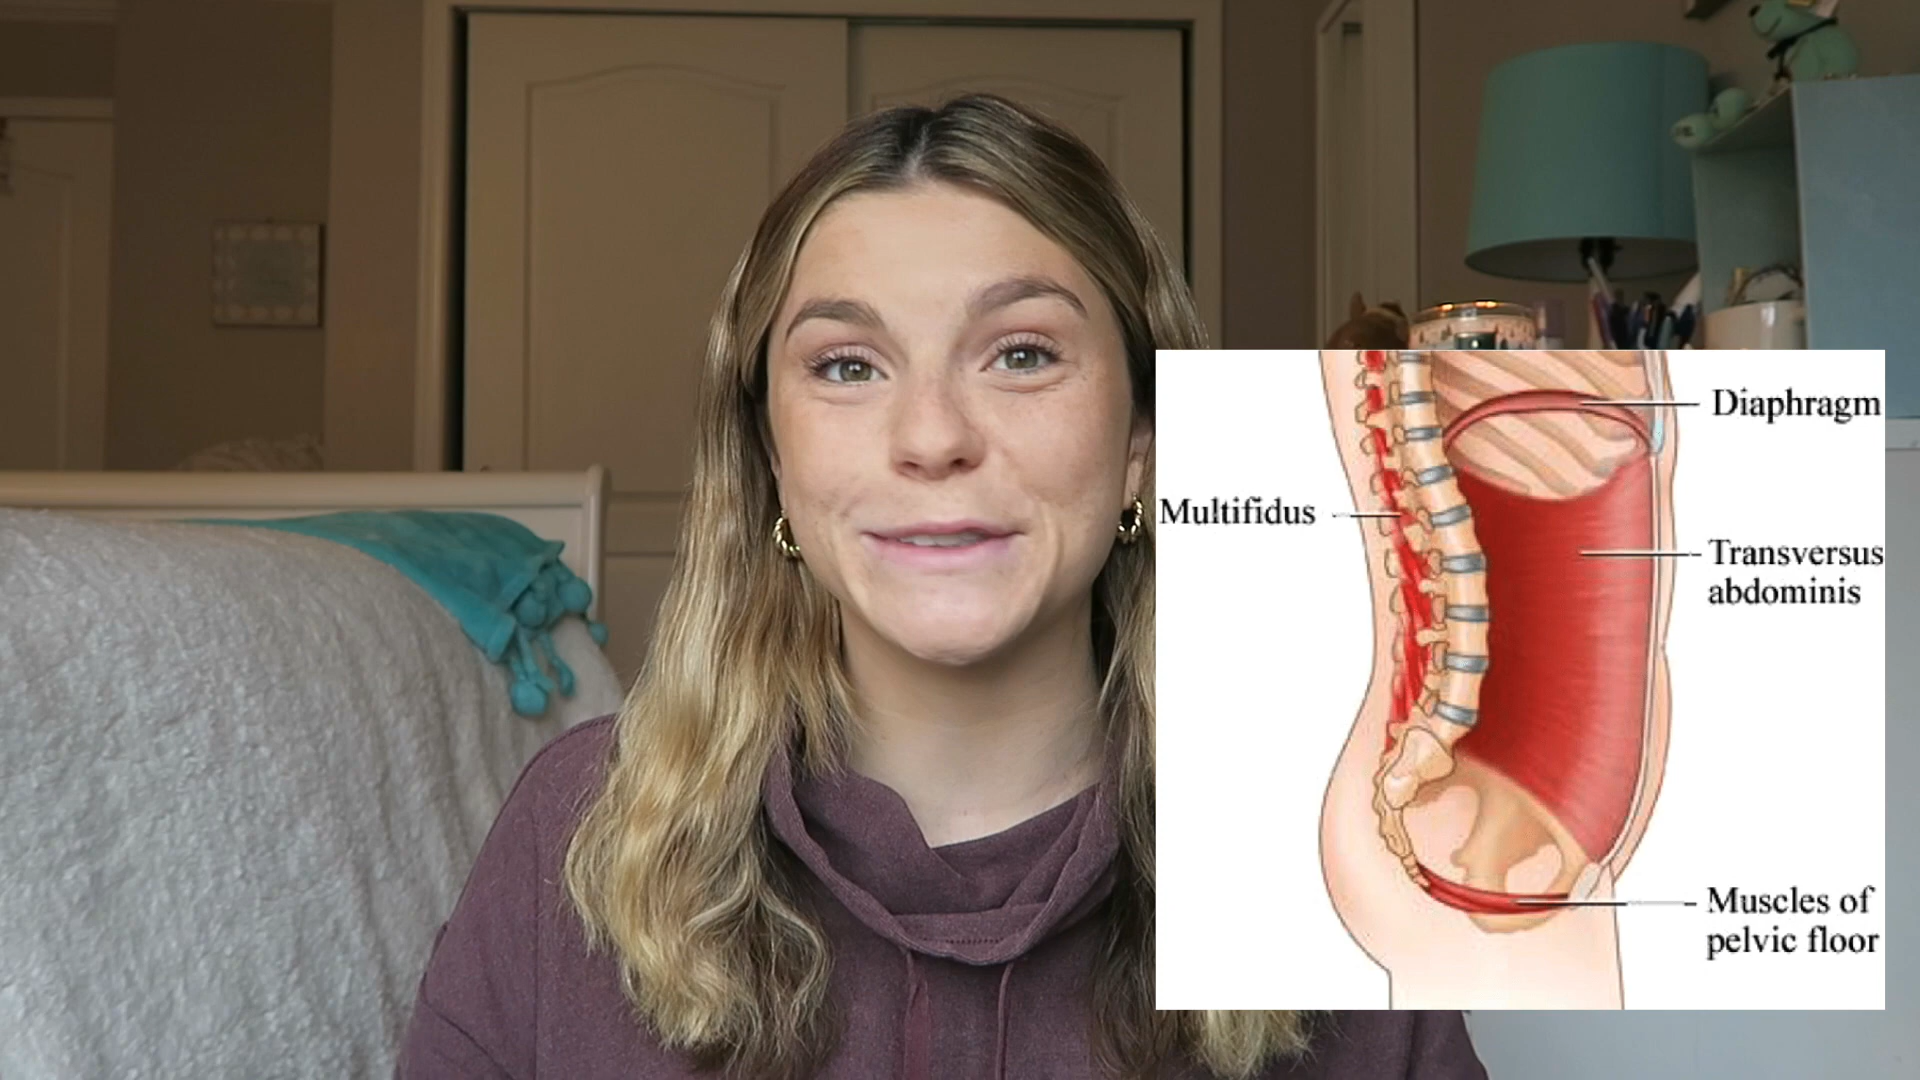 Diaphragm
Multifidus
Transversus
abdominis
Muscles of
pelvic floor